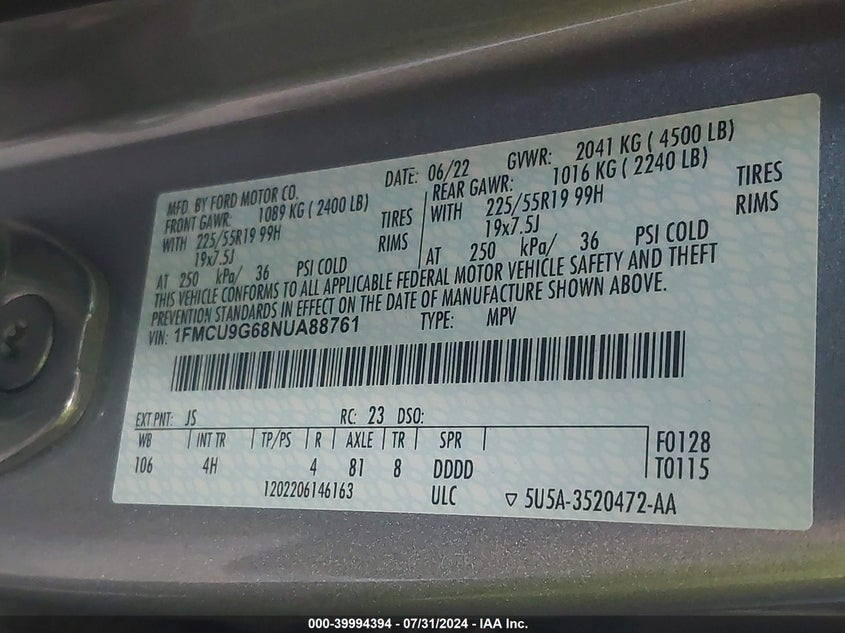 MFD. BY FORD MOTOR CO. DATE: 06/22 GVWR: 2041 KG ( 4500 LB)
FRONT GAWR: 1089 KG ( 2400 LB) REAR GAWR: 1016 KG ( 2240 LB)
WITH 225/55R19 99H TIRES WITH 225/55R19 99H TIRES
19x7.5J RIMS 19x7.5J RIMS
AT 250 kPa/ 36 PSI COLD AT 250 kPa/ 36 PSI COLD
THIS VEHICLE CONFORMS TO ALL APPLICABLE FEDERAL MOTOR VEHICLE SAFETY AND THEFT
PREVENTION STANDARDS IN EFFECT ON THE DATE OF MANUFACTURE SHOWN ABOVE.
VIN: 1FMCU9G68NUA88761 TYPE: MPV
EXT PNT: JS RC: 23 DSO:
WB INT TR TP/PS R AXLE TR SPR F0128
106 4H 4 81 8 DDDD T0115
1202206146163 ULC 5U5A-3520472-AA
000-39994394 / 07/31/2024 - IAA Inc.